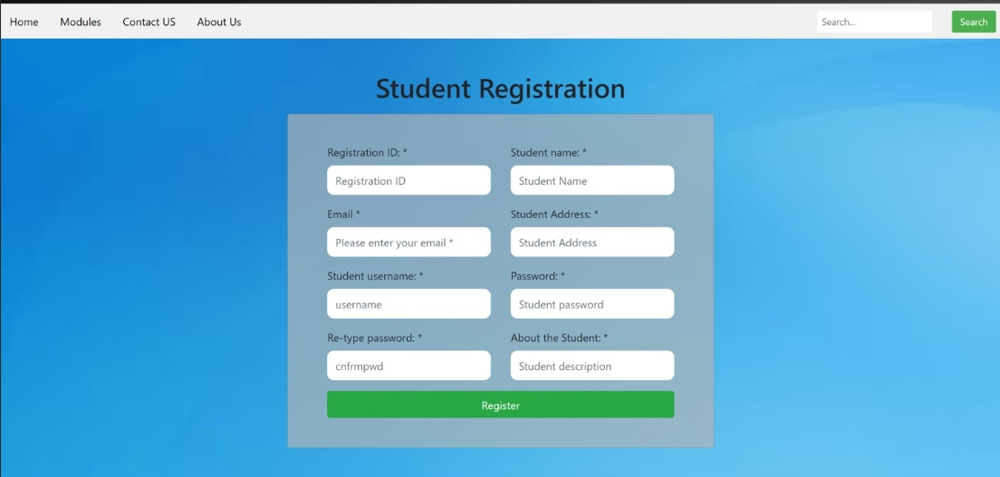 Home Modules Contact US About Us Search... Search
Student Registration
Registration ID: * Student name: *
Registration ID Student Name
Email * Student Address: *
Please enter your email * Student Address
Student username: * Password: *
username Student password
Re-type password: * About the Student: *
cnfrmpwd Student description
Register